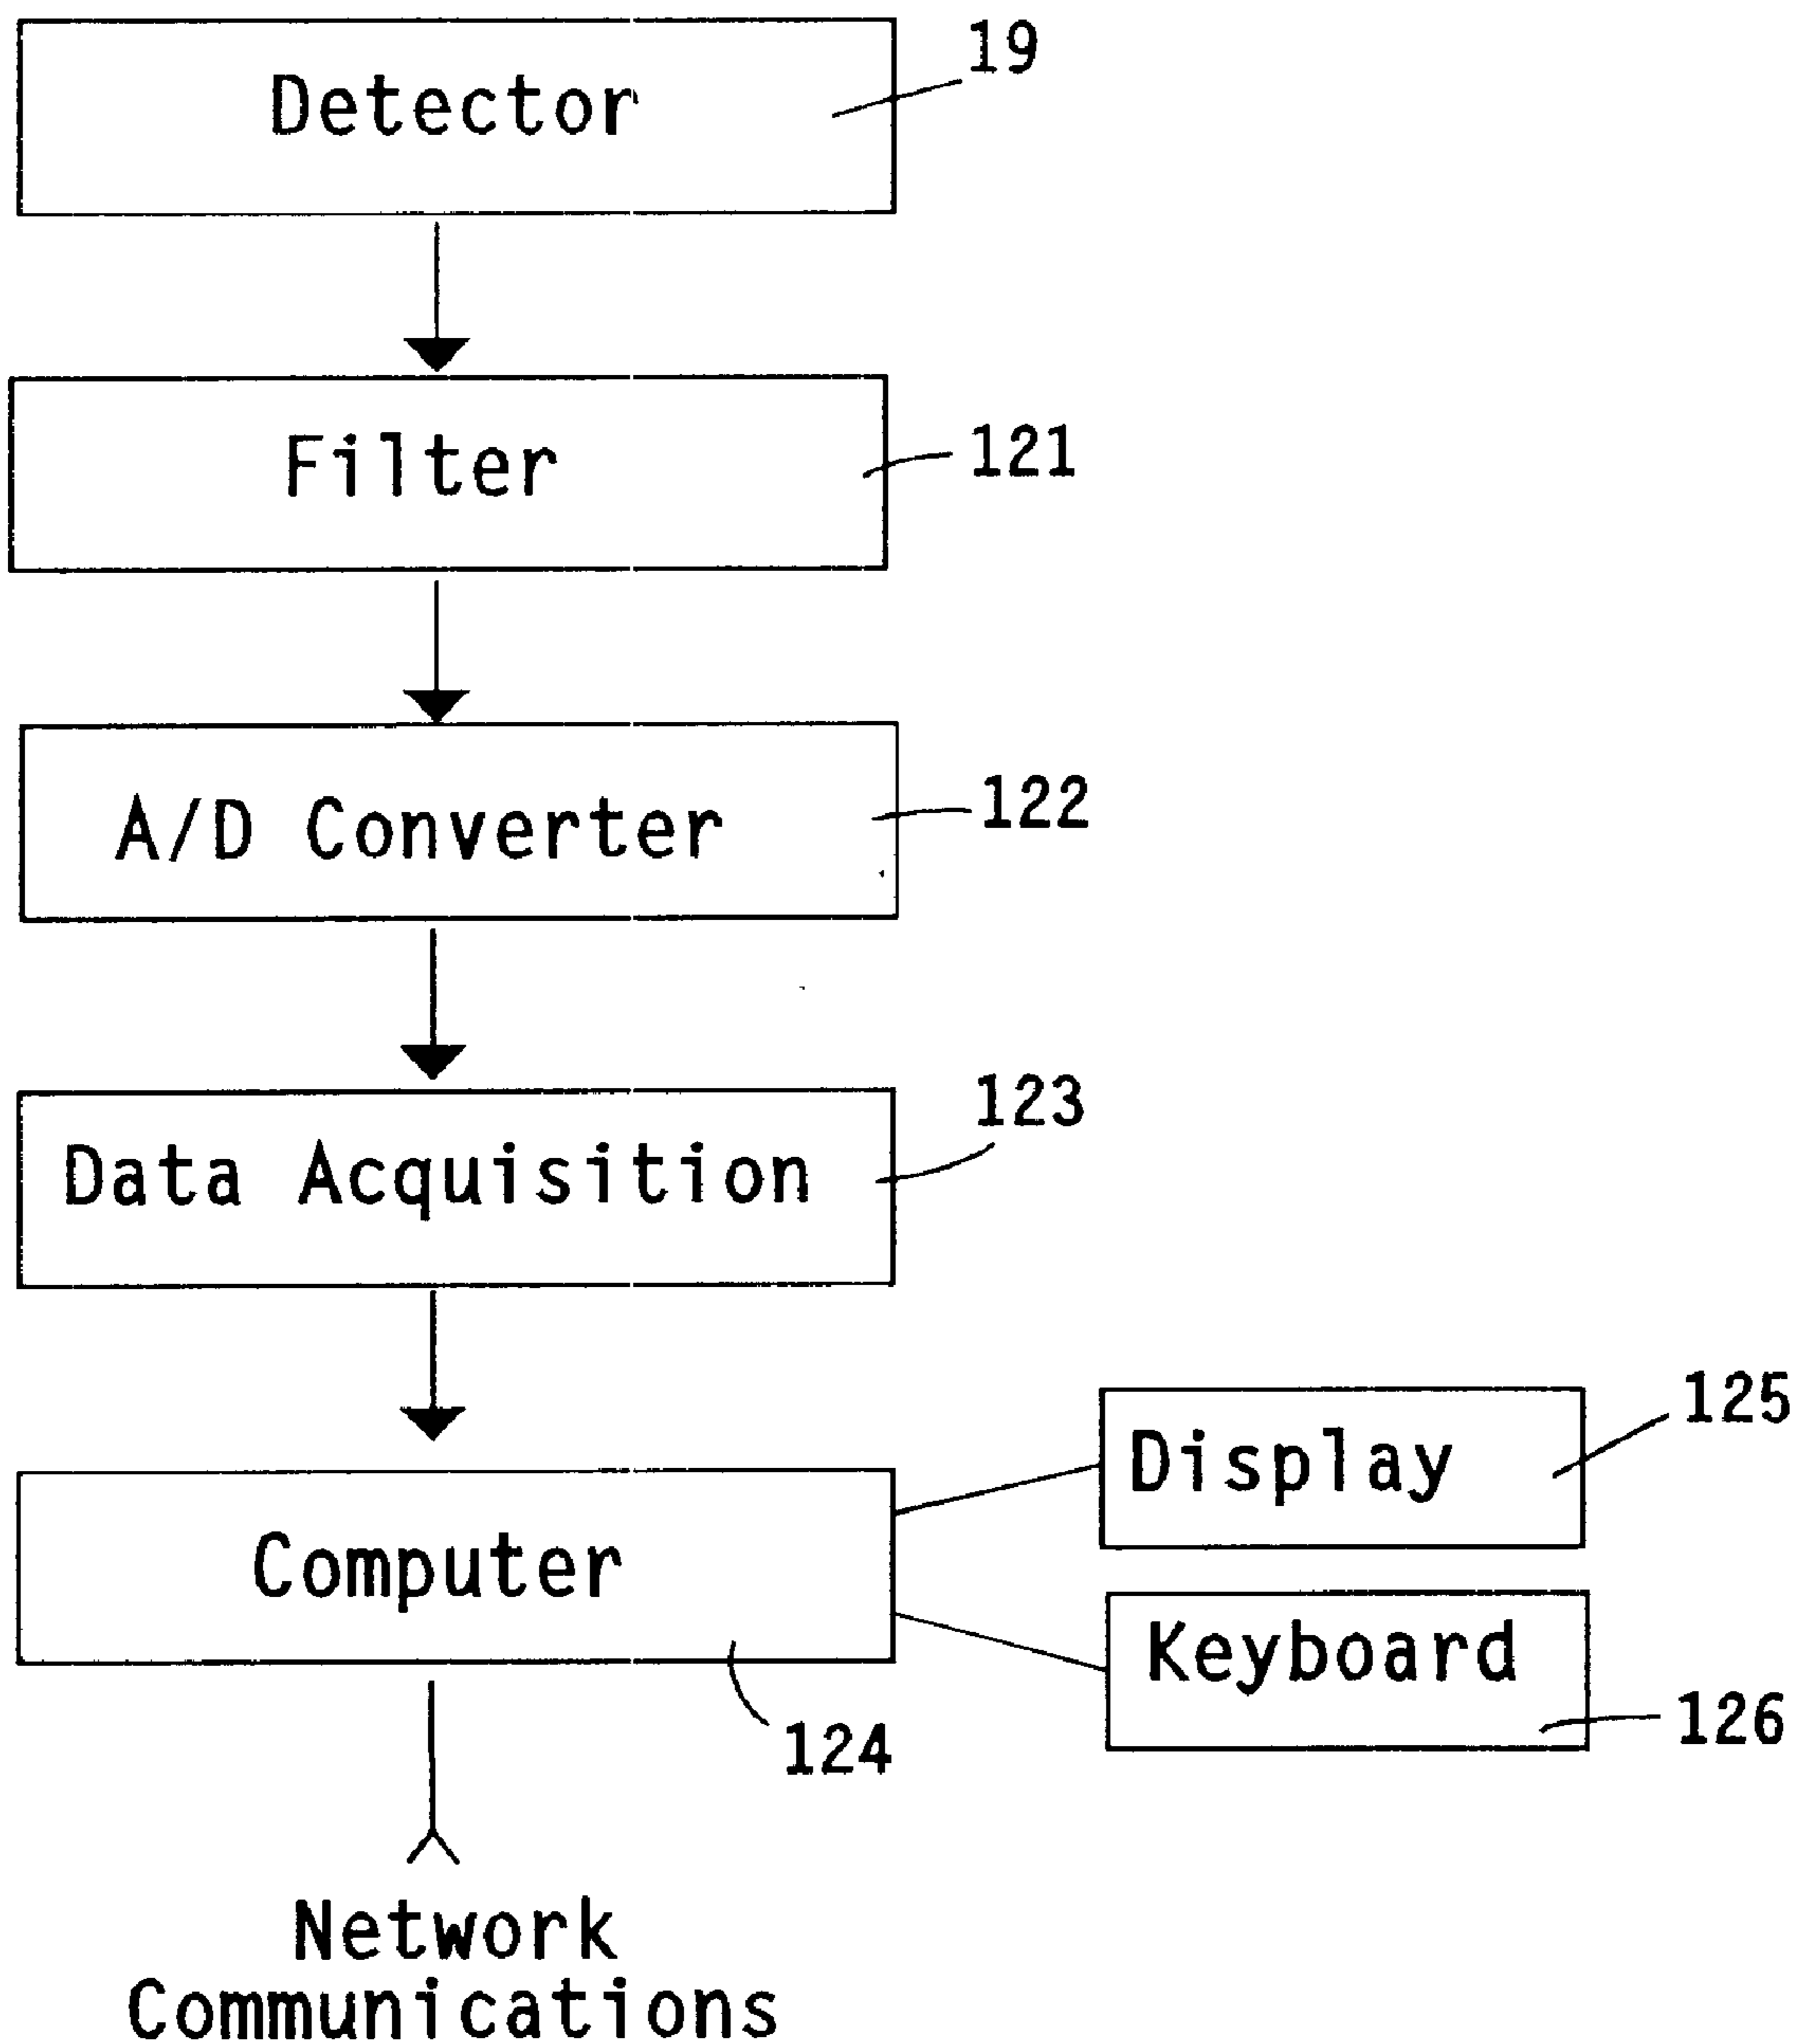 Detector
19
Filter
121
A/D Converter
122
Data Acquisition
123
Computer
124
Display
125
Keyboard
126
Network
Communications